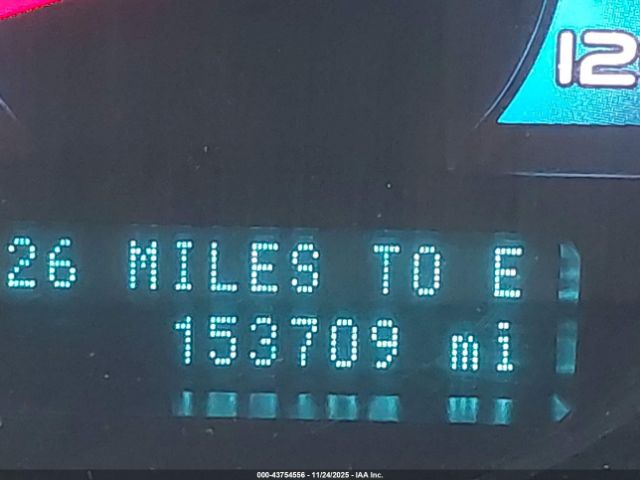 12
26 MILES TO E
153709 mi
000-43754556 - 11/24/2025 - IAA Inc.